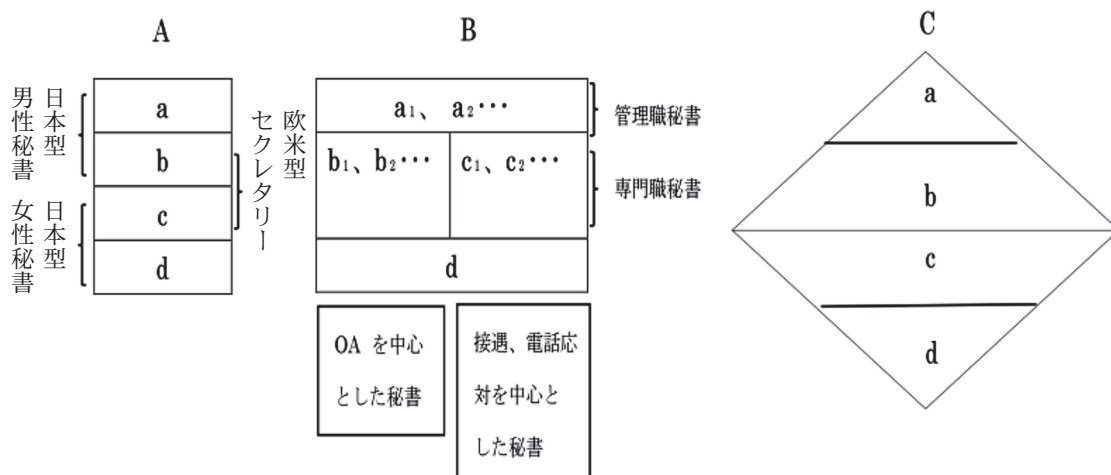 A
日本型
男性秘書
日本型
女性秘書
a
b
c
d
欧米型
セクレタリー
B
a₁、a₂…
b₁、b₂…
c₁、c₂…
d
管理職秘書
専門職秘書
OA を中心
とした秘書
接遇、電話応
対を中心と
した秘書
C
a
b
c
d